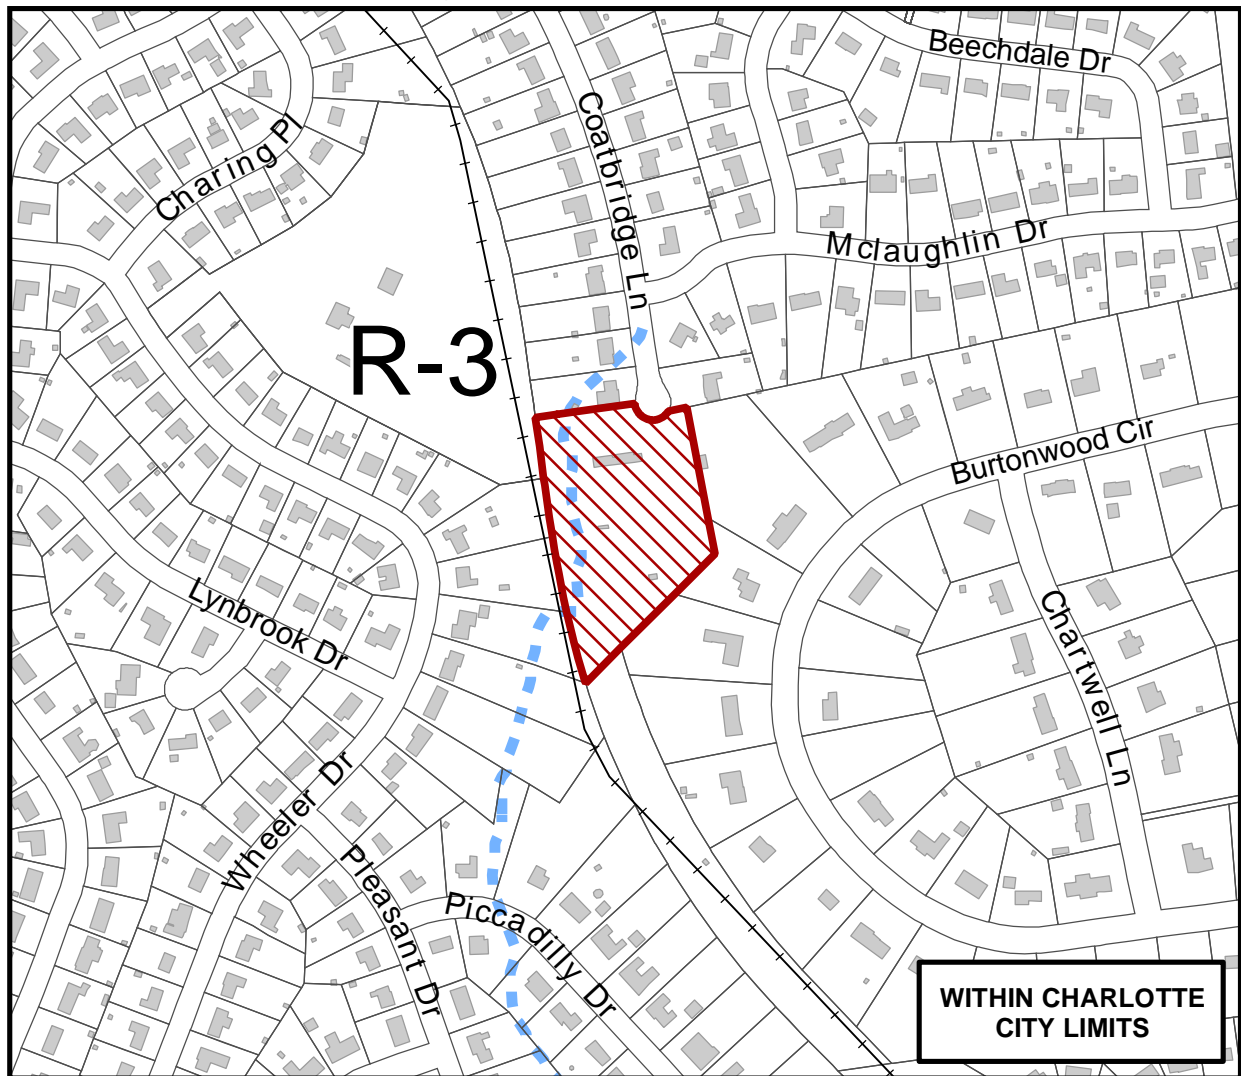 Beechdale Dr
Coatbridge Ln
Charing Pl
Mclaughlin Dr
R-3
Burtonwood Cir
Lynbrook Dr
Chartwell Ln
Wheeler Dr
Pleasant Dr
Piccadilly Dr
WITHIN CHARLOTTE
CITY LIMITS